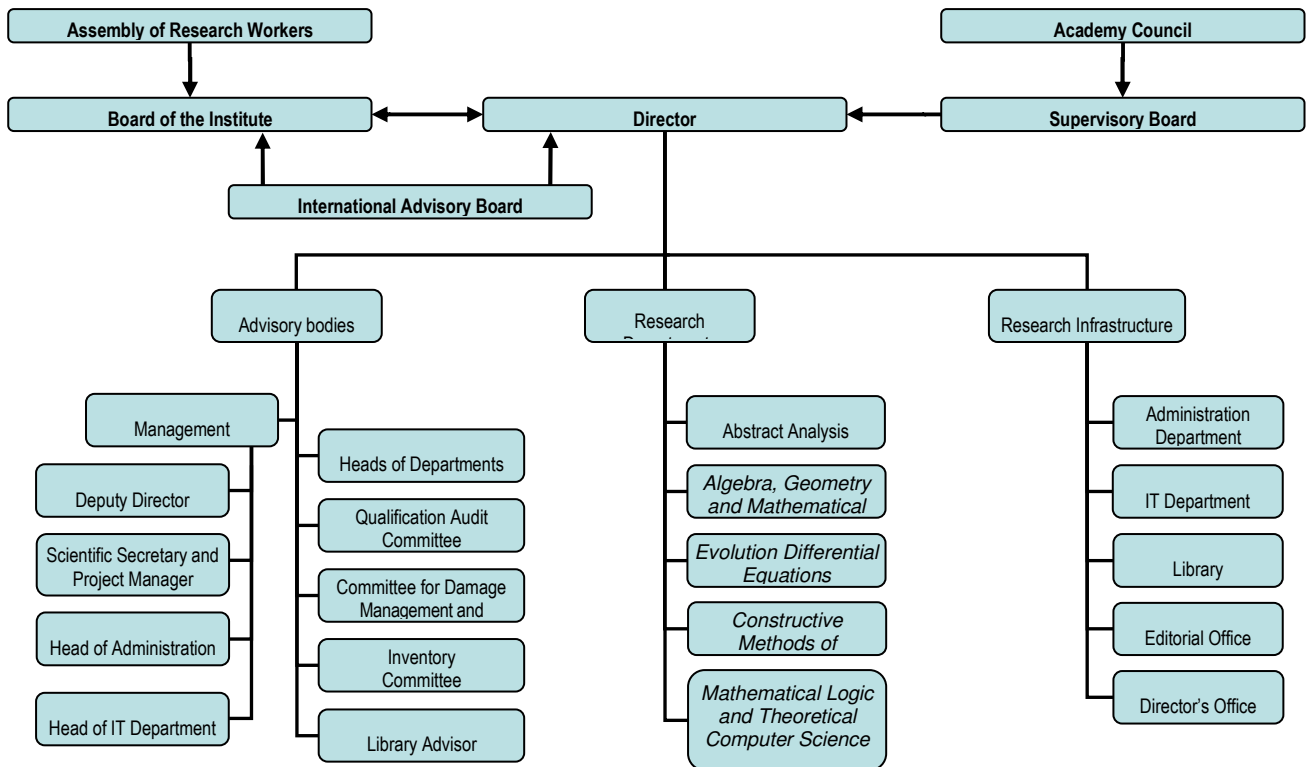 Assembly of Research Workers
Academy Council
Board of the Institute
Director
Supervisory Board
International Advisory Board
Advisory bodies
Research
Research Infrastructure
Management
Deputy Director
Scientific Secretary and
Project Manager
Head of Administration
Head of IT Department
Heads of Departments
Qualification Audit
Committee
Committee for Damage
Management and
Inventory
Committee
Library Advisor
Abstract Analysis
Algebra, Geometry
and Mathematical
Evolution Differential
Equations
Constructive
Methods of
Mathematical Logic
and Theoretical
Computer Science
Administration
Department
IT Department
Library
Editorial Office
Director's Office